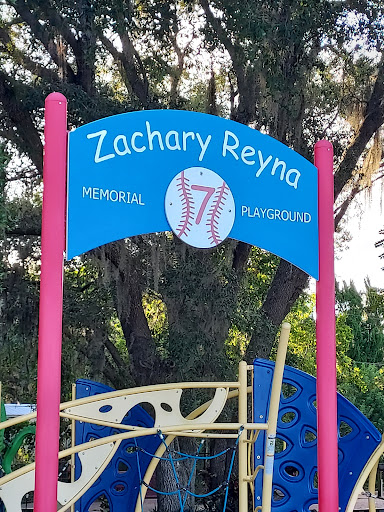 Zachary Reyna
MEMORIAL 7 PLAYGROUND